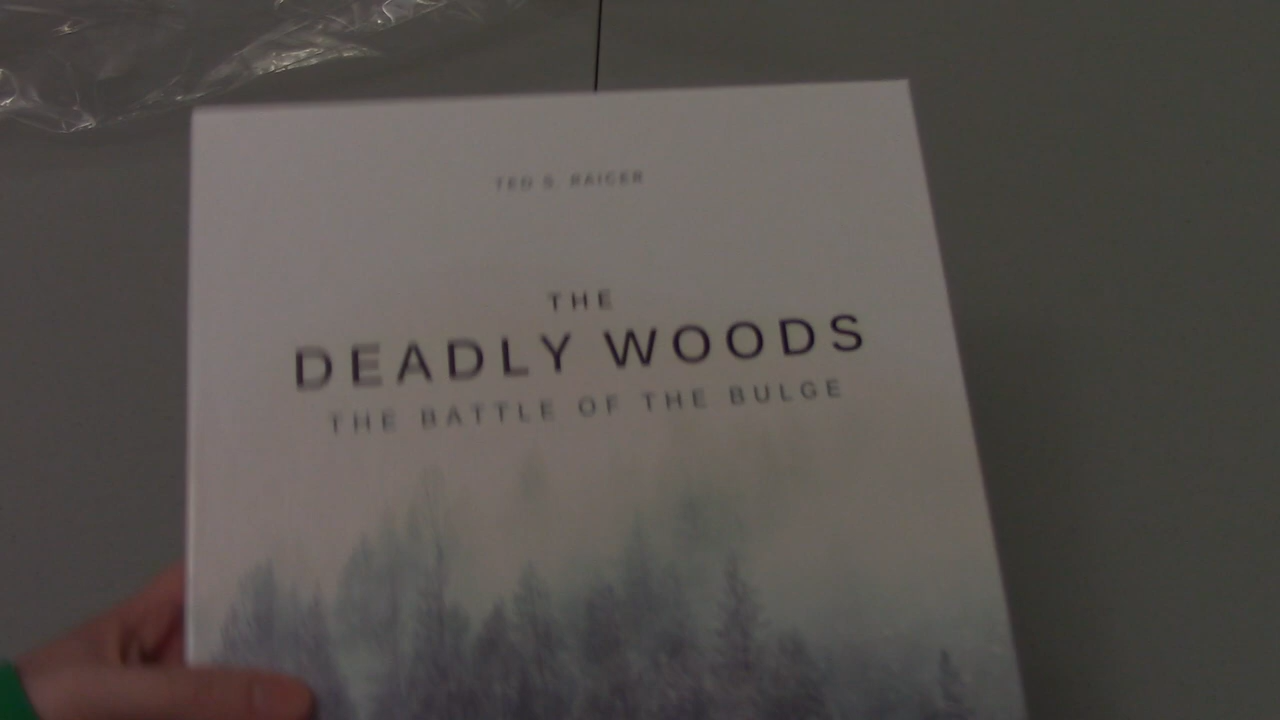 TED S. RAICER
THE
DEADLY WOODS
THE BATTLE OF THE BULGE